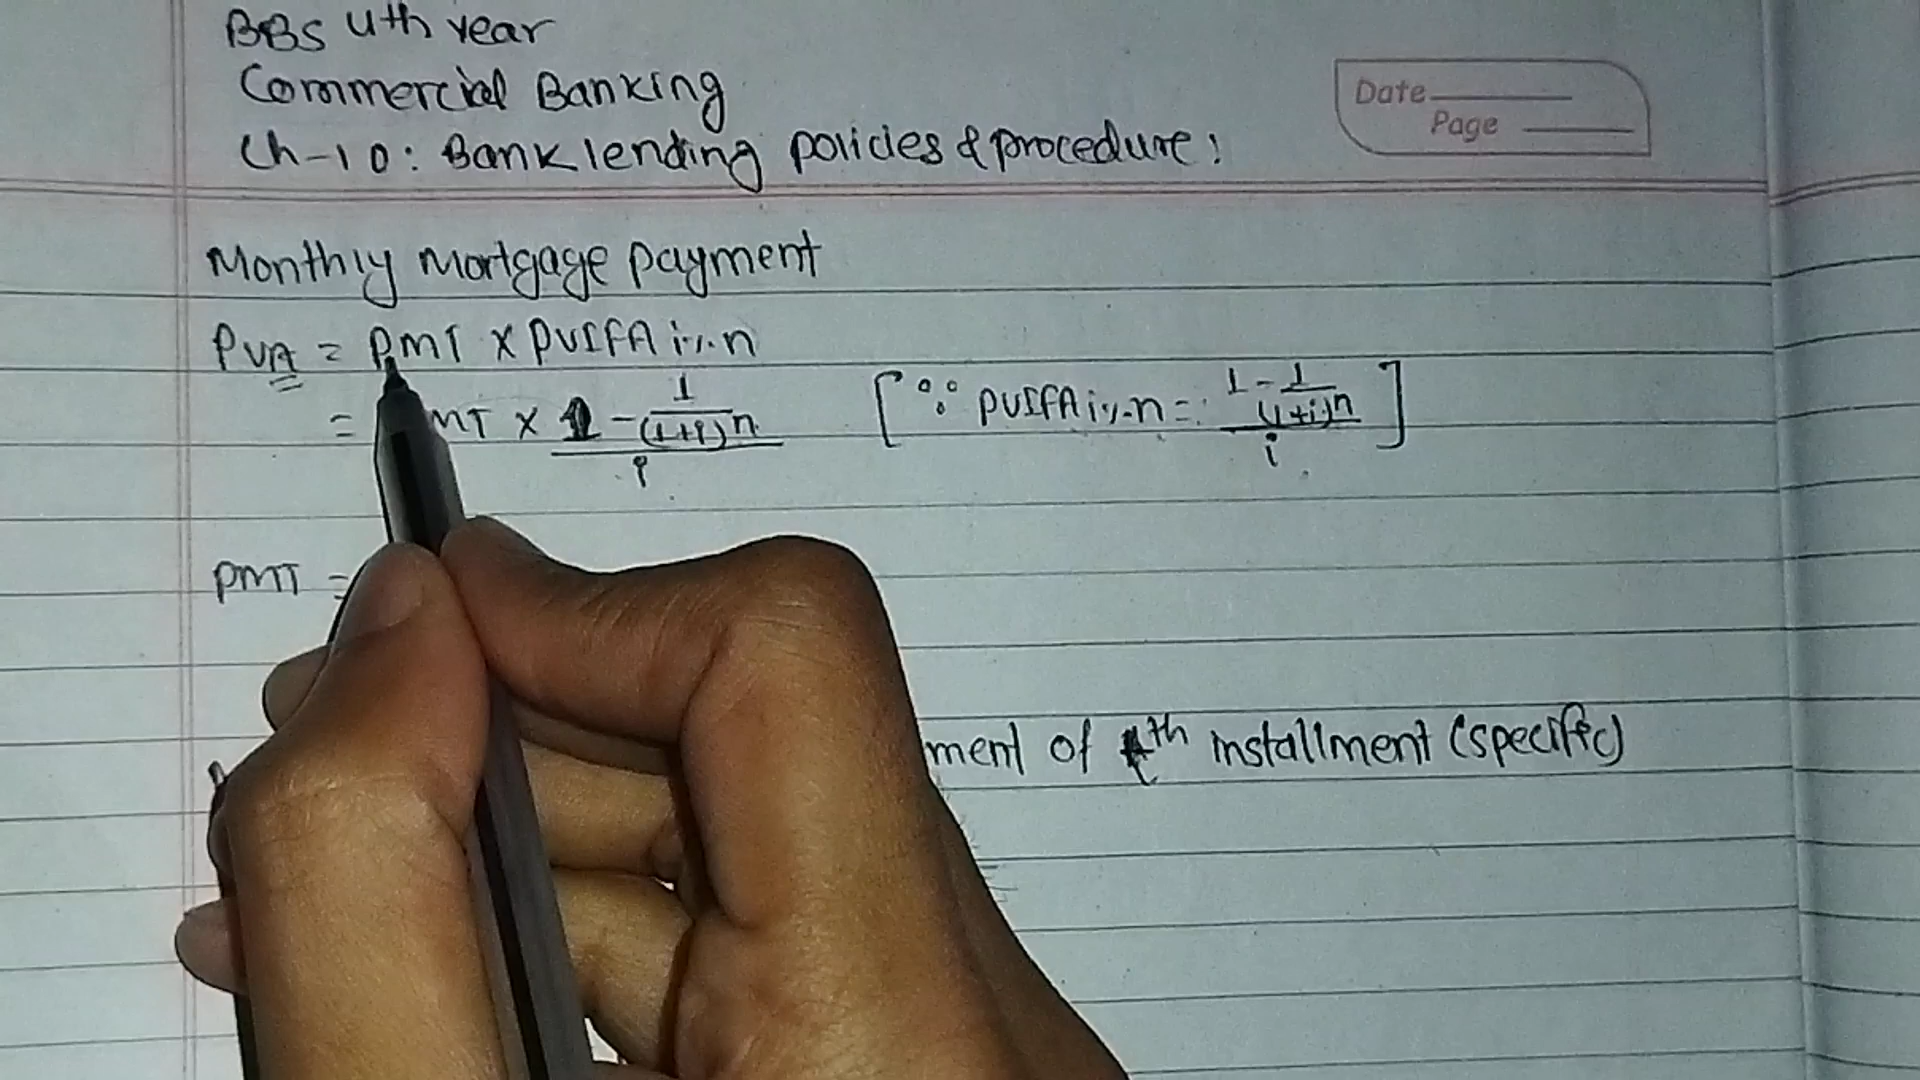 BBS 4th year
Commercial Banking
Ch-10: Bank lending policies & procedure:
Date
Page
Monthly Mortgage payment
PVA = PMT × PVIFA i%n
= PMT × 1 - 1/(1+i)n / i [∵ PVIFA i%n = 1 - 1/(1+i)n / i]
PMT =
ment of th installment (specific)